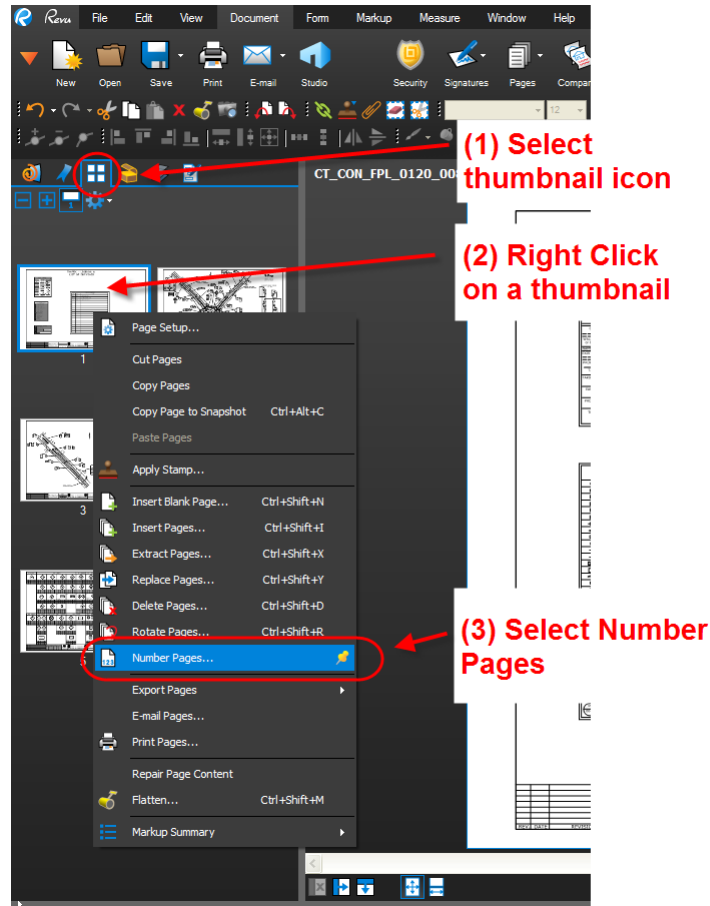 Revu File Edit View Document Form Markup Measure Window Help
New Open Save Print E-mail Studio Security Signatures Pages
12
(1) Select
thumbnail icon
CT_CON_FPL_0120_00
1
(2) Right Click
on a thumbnail
1
Page Setup...
Cut Pages
Copy Pages
Copy Page to Snapshot Ctrl+Alt+C
Paste Pages
Apply Stamp...
3
Insert Blank Page... Ctrl+Shift+N
Insert Pages... Ctrl+Shift+I
Extract Pages... Ctrl+Shift+X
Replace Pages... Ctrl+Shift+Y
Delete Pages... Ctrl+Shift+D
Rotate Pages... Ctrl+Shift+R
(3) Select Number
Pages
5
Number Pages...
Export Pages
E-mail Pages...
Print Pages...
Repair Page Content
Flatten... Ctrl+Shift+M
Markup Summary
REV. DATE